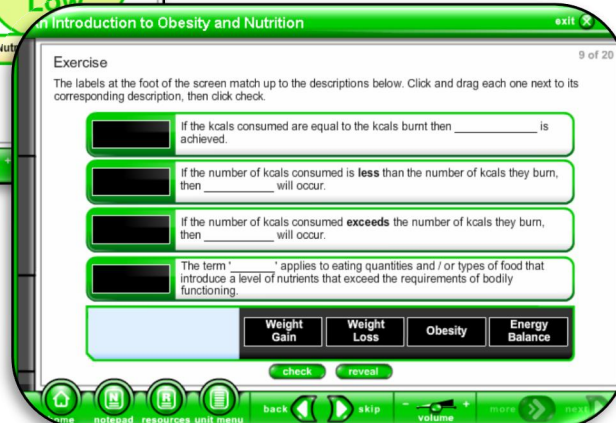 Low
n Introduction to Obesity and Nutrition
exit
Nutr
9 of 20
Exercise
The labels at the foot of the screen match up to the descriptions below. Click and drag each one next to its
corresponding description, then click check.
If the kcals consumed are equal to the kcals burnt then ______________ is
achieved.
If the number of kcals consumed is less than the number of kcals they burn,
then ____________ will occur.
If the number of kcals consumed exceeds the number of kcals they burn,
then ____________ will occur.
The term '________' applies to eating quantities and / or types of food that
introduce a level of nutrients that exceed the requirements of bodily
functioning.
Weight Gain
Weight Loss
Obesity
Energy Balance
check
reveal
N
R
ome
notepad
resources
unit menu
back
skip
- +
volume
more
next